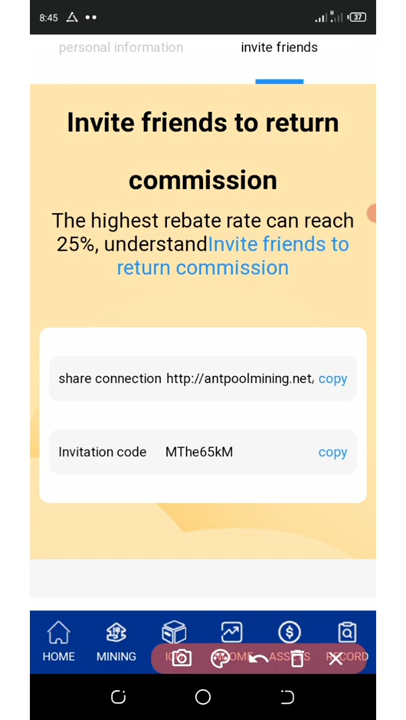 8:45
37
personal information invite friends
Invite friends to return
commission
The highest rebate rate can reach
25%, understandInvite friends to
return commission
share connection http://antpoolmining.net, copy
Invitation code MThe65kM copy
HOME MINING